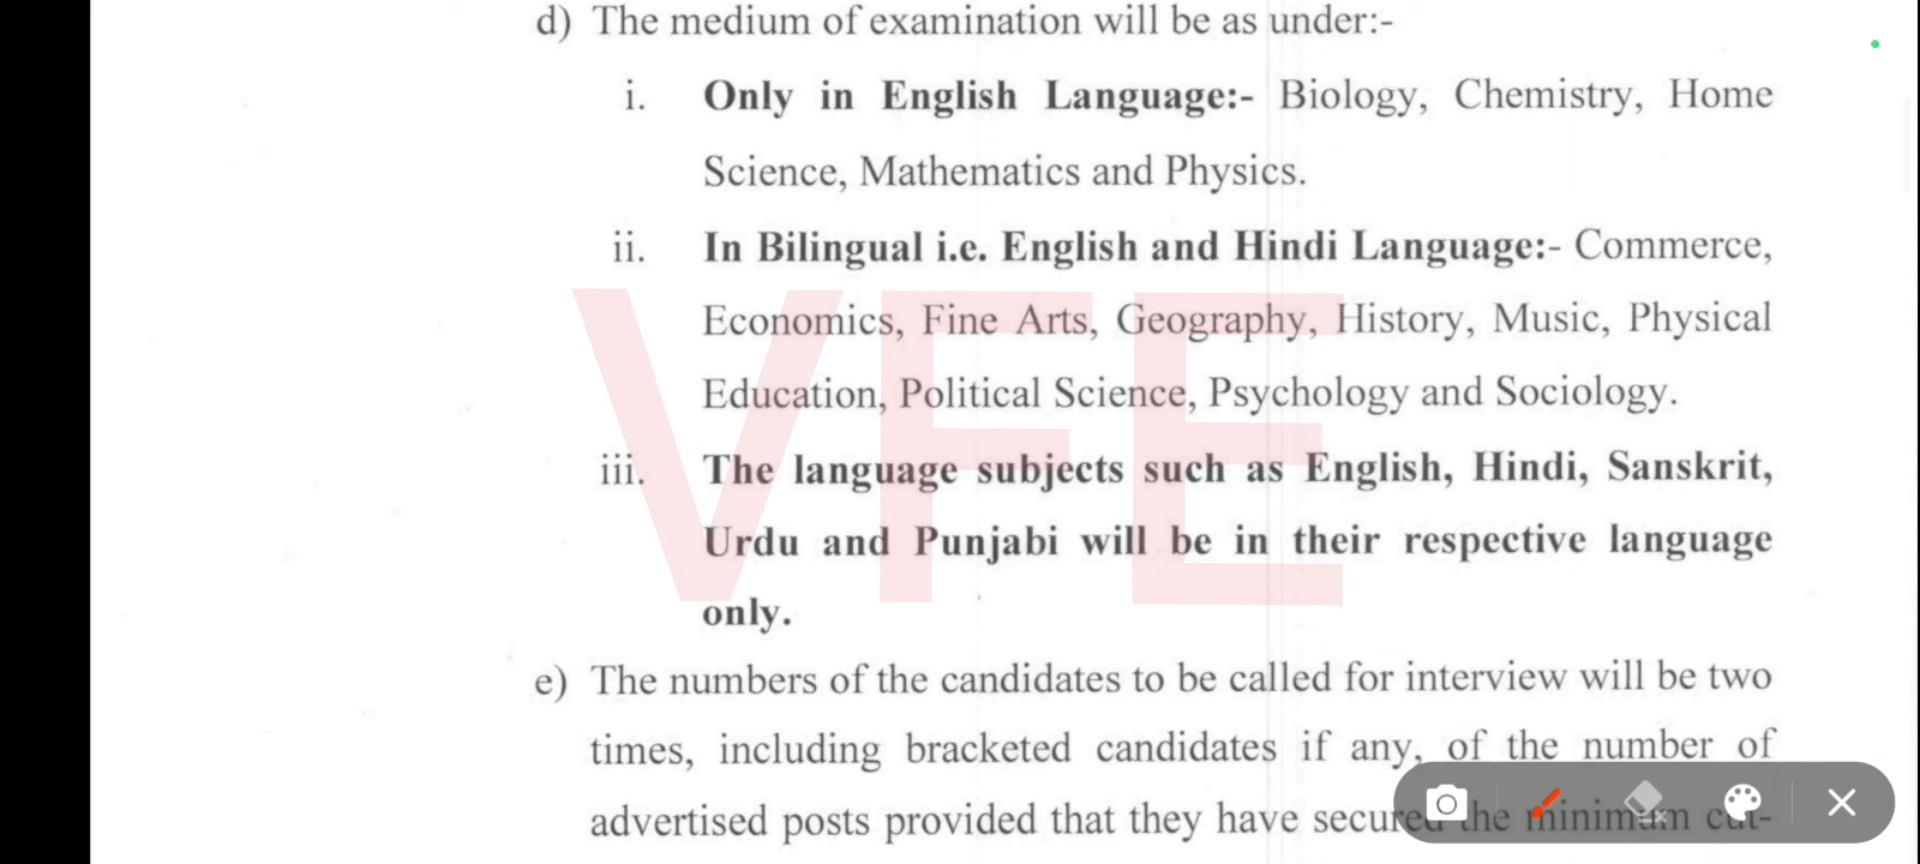 d) The medium of examination will be as under:-
i. Only in English Language:- Biology, Chemistry, Home
Science, Mathematics and Physics.
ii. In Bilingual i.e. English and Hindi Language:- Commerce,
Economics, Fine Arts, Geography, History, Music, Physical
Education, Political Science, Psychology and Sociology.
iii. The language subjects such as English, Hindi, Sanskrit,
Urdu and Punjabi will be in their respective language
only.
VFE
e) The numbers of the candidates to be called for interview will be two
times, including bracketed candidates if any, of the number of
advertised posts provided that they have secured the minimum cut-